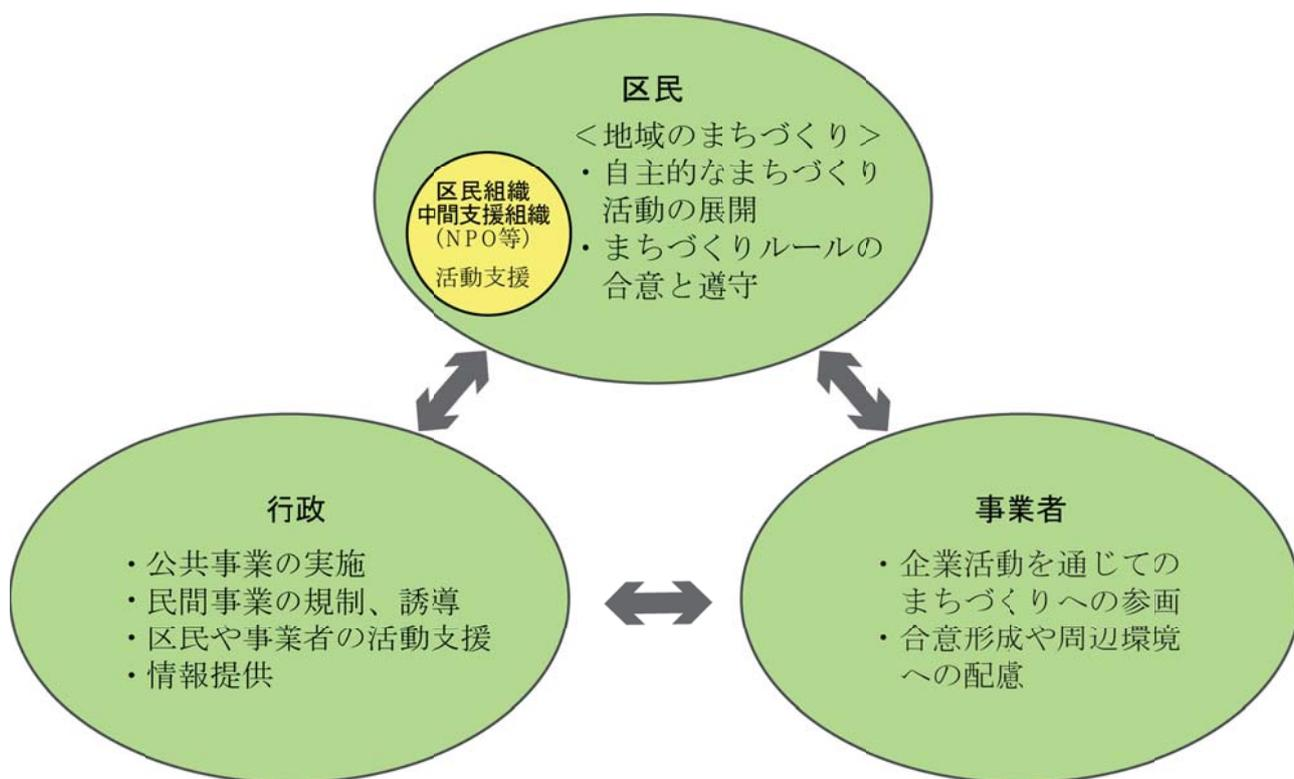 区民
<地域のまちづくり>
・自主的なまちづくり
活動の展開
・まちづくりルールの
合意と遵守
区民組織
中間支援組織
(NPO等)
活動支援
行政
・公共事業の実施
・民間事業の規制、誘導
・区民や事業者の活動支援
・情報提供
事業者
・企業活動を通じての
まちづくりへの参画
・合意形成や周辺環境
への配慮